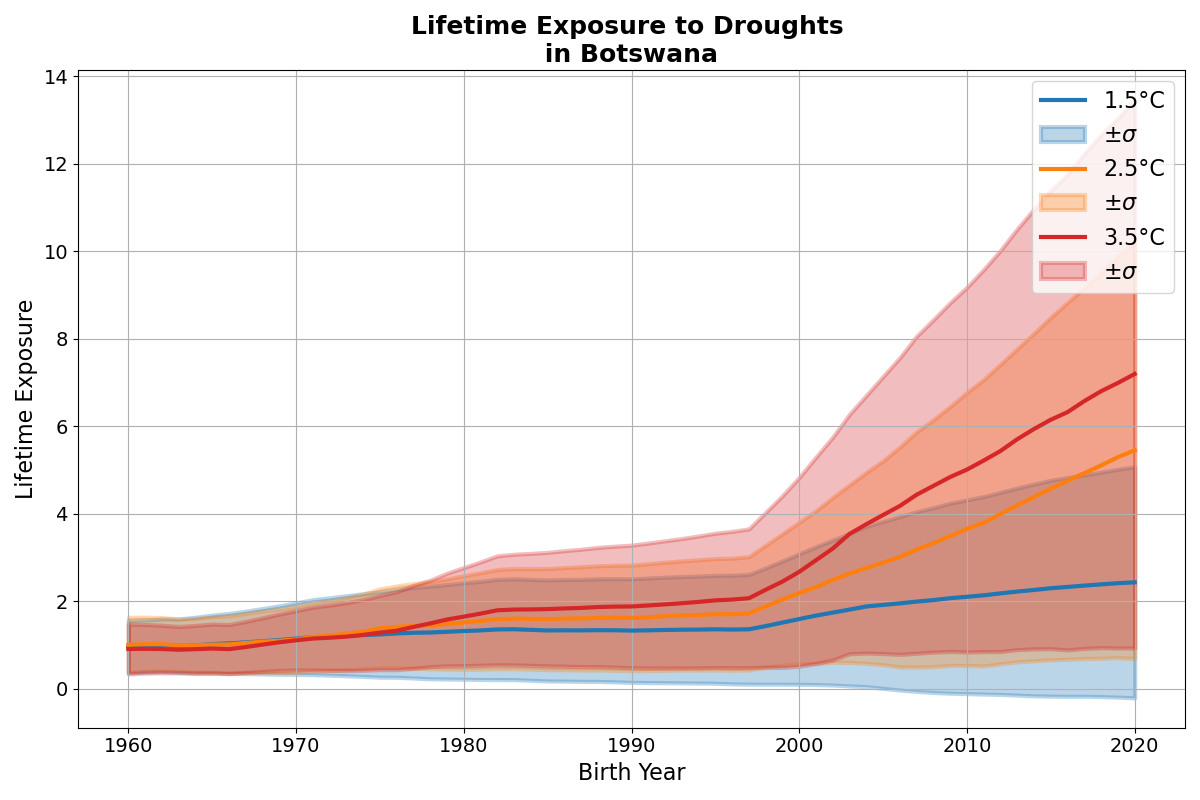 Lifetime Exposure to Droughts
in Botswana
14
12
10
8
6
4
2
0
Lifetime Exposure
1960
1970
1980
1990
2000
2010
2020
Birth Year
1.5°C
±σ
2.5°C
±σ
3.5°C
±σ